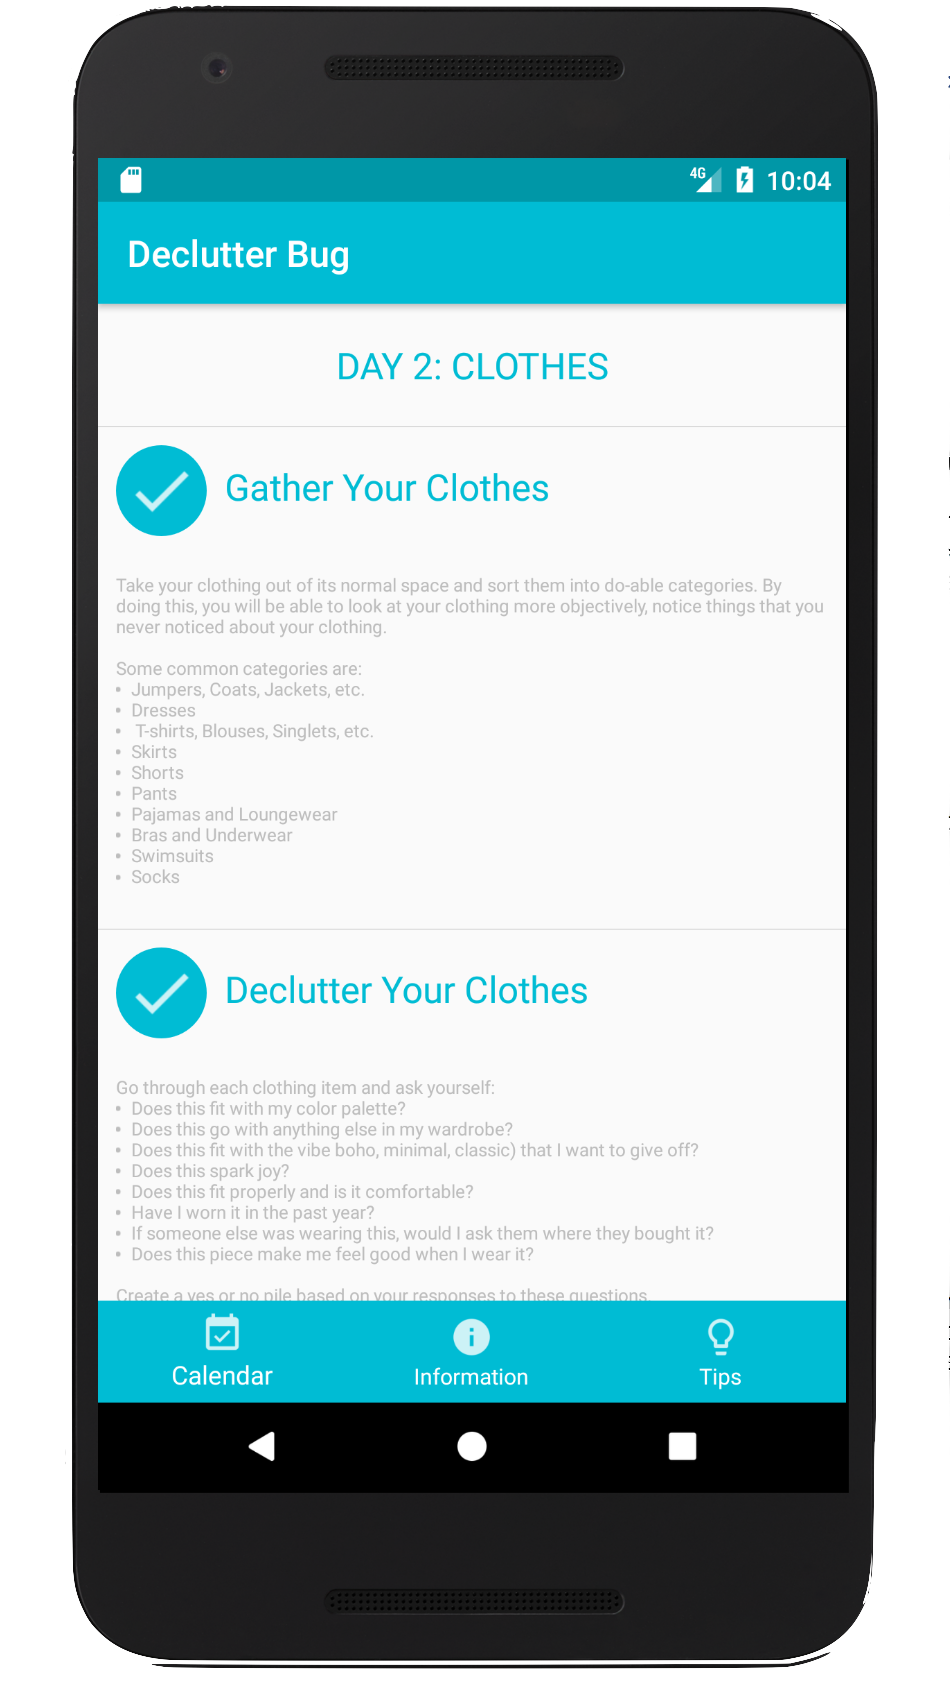 4G 10:04
Declutter Bug
DAY 2: CLOTHES
Gather Your Clothes
Take your clothing out of its normal space and sort them into do-able categories. By
doing this, you will be able to look at your clothing more objectively, notice things that you
never noticed about your clothing.
Some common categories are:
• Jumpers, Coats, Jackets, etc.
• Dresses
• T-shirts, Blouses, Singlets, etc.
• Skirts
• Shorts
• Pants
• Pajamas and Loungewear
• Bras and Underwear
• Swimsuits
• Socks
Declutter Your Clothes
Go through each clothing item and ask yourself:
• Does this fit with my color palette?
• Does this go with anything else in my wardrobe?
• Does this fit with the vibe boho, minimal, classic) that I want to give off?
• Does this spark joy?
• Does this fit properly and is it comfortable?
• Have I worn it in the past year?
• If someone else was wearing this, would I ask them where they bought it?
• Does this piece make me feel good when I wear it?
Create a yes or no pile based on your responses to these questions.
Calendar
Information
Tips